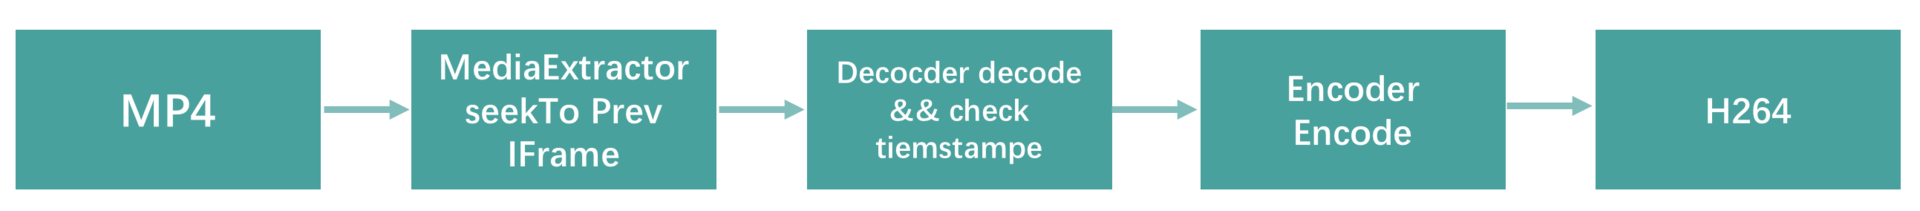 MP4
MediaExtractor
seekTo Prev
IFrame
Decocder decode
&& check
tiemstampe
Encoder
Encode
H264